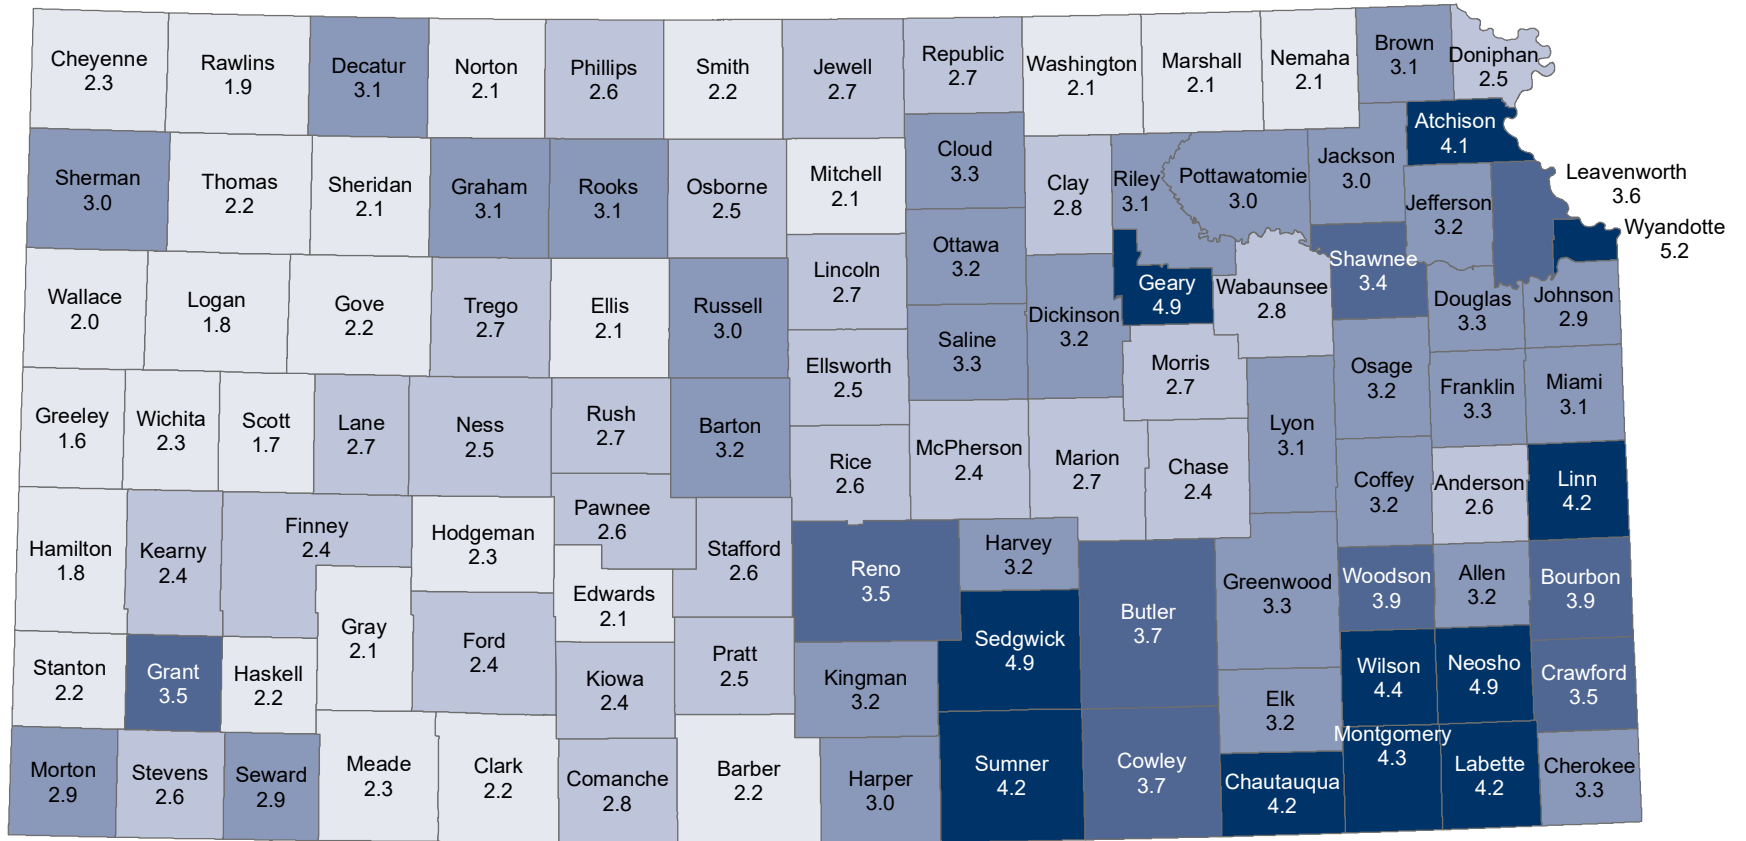 Cheyenne
2.3
Rawlins
1.9
Decatur
3.1
Norton
2.1
Phillips
2.6
Smith
2.2
Jewell
2.7
Republic
2.7
Washington
2.1
Marshall
2.1
Nemaha
2.1
Brown
3.1
Doniphan
2.5
Atchison
4.1
Sherman
3.0
Thomas
2.2
Sheridan
2.1
Graham
3.1
Rooks
3.1
Osborne
2.5
Mitchell
2.1
Cloud
3.3
Clay
2.8
Riley
3.1
Pottawatomie
3.0
Jackson
3.0
Jefferson
3.2
Leavenworth
3.6
Wyandotte
5.2
Wallace
2.0
Logan
1.8
Gove
2.2
Trego
2.7
Ellis
2.1
Russell
3.0
Lincoln
2.7
Ottawa
3.2
Saline
3.3
Dickinson
3.2
Geary
4.9
Wabaunsee
2.8
Shawnee
3.4
Douglas
3.3
Johnson
2.9
Greeley
1.6
Wichita
2.3
Scott
1.7
Lane
2.7
Ness
2.5
Rush
2.7
Barton
3.2
Ellsworth
2.5
Rice
2.6
McPherson
2.4
Marion
2.7
Morris
2.7
Chase
2.4
Lyon
3.1
Osage
3.2
Franklin
3.3
Miami
3.1
Coffey
3.2
Anderson
2.6
Linn
4.2
Hamilton
1.8
Kearny
2.4
Finney
2.4
Hodgeman
2.3
Pawnee
2.6
Stafford
2.6
Edwards
2.1
Reno
3.5
Harvey
3.2
Butler
3.7
Greenwood
3.3
Woodson
3.9
Allen
3.2
Bourbon
3.9
Stanton
2.2
Grant
3.5
Haskell
2.2
Gray
2.1
Ford
2.4
Kiowa
2.4
Pratt
2.5
Kingman
3.2
Sedgwick
4.9
Elk
3.2
Wilson
4.4
Neosho
4.9
Crawford
3.5
Morton
2.9
Stevens
2.6
Seward
2.9
Meade
2.3
Clark
2.2
Comanche
2.8
Barber
2.2
Harper
3.0
Sumner
4.2
Cowley
3.7
Chautauqua
4.2
Montgomery
4.3
Labette
4.2
Cherokee
3.3